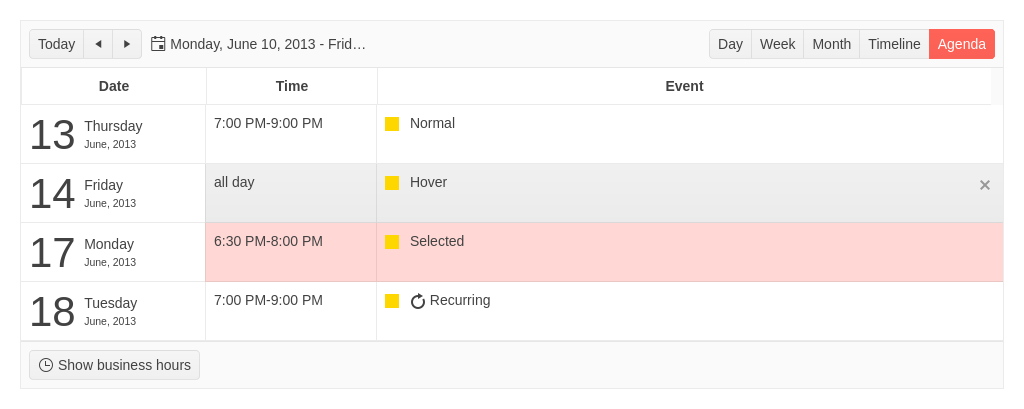 Today Monday, June 10, 2013 - Frid… Day Week Month Timeline Agenda
Date Time Event
13 Thursday 7:00 PM-9:00 PM Normal
June, 2013
14 Friday all day Hover
June, 2013
17 Monday 6:30 PM-8:00 PM Selected
June, 2013
18 Tuesday 7:00 PM-9:00 PM Recurring
June, 2013
Show business hours